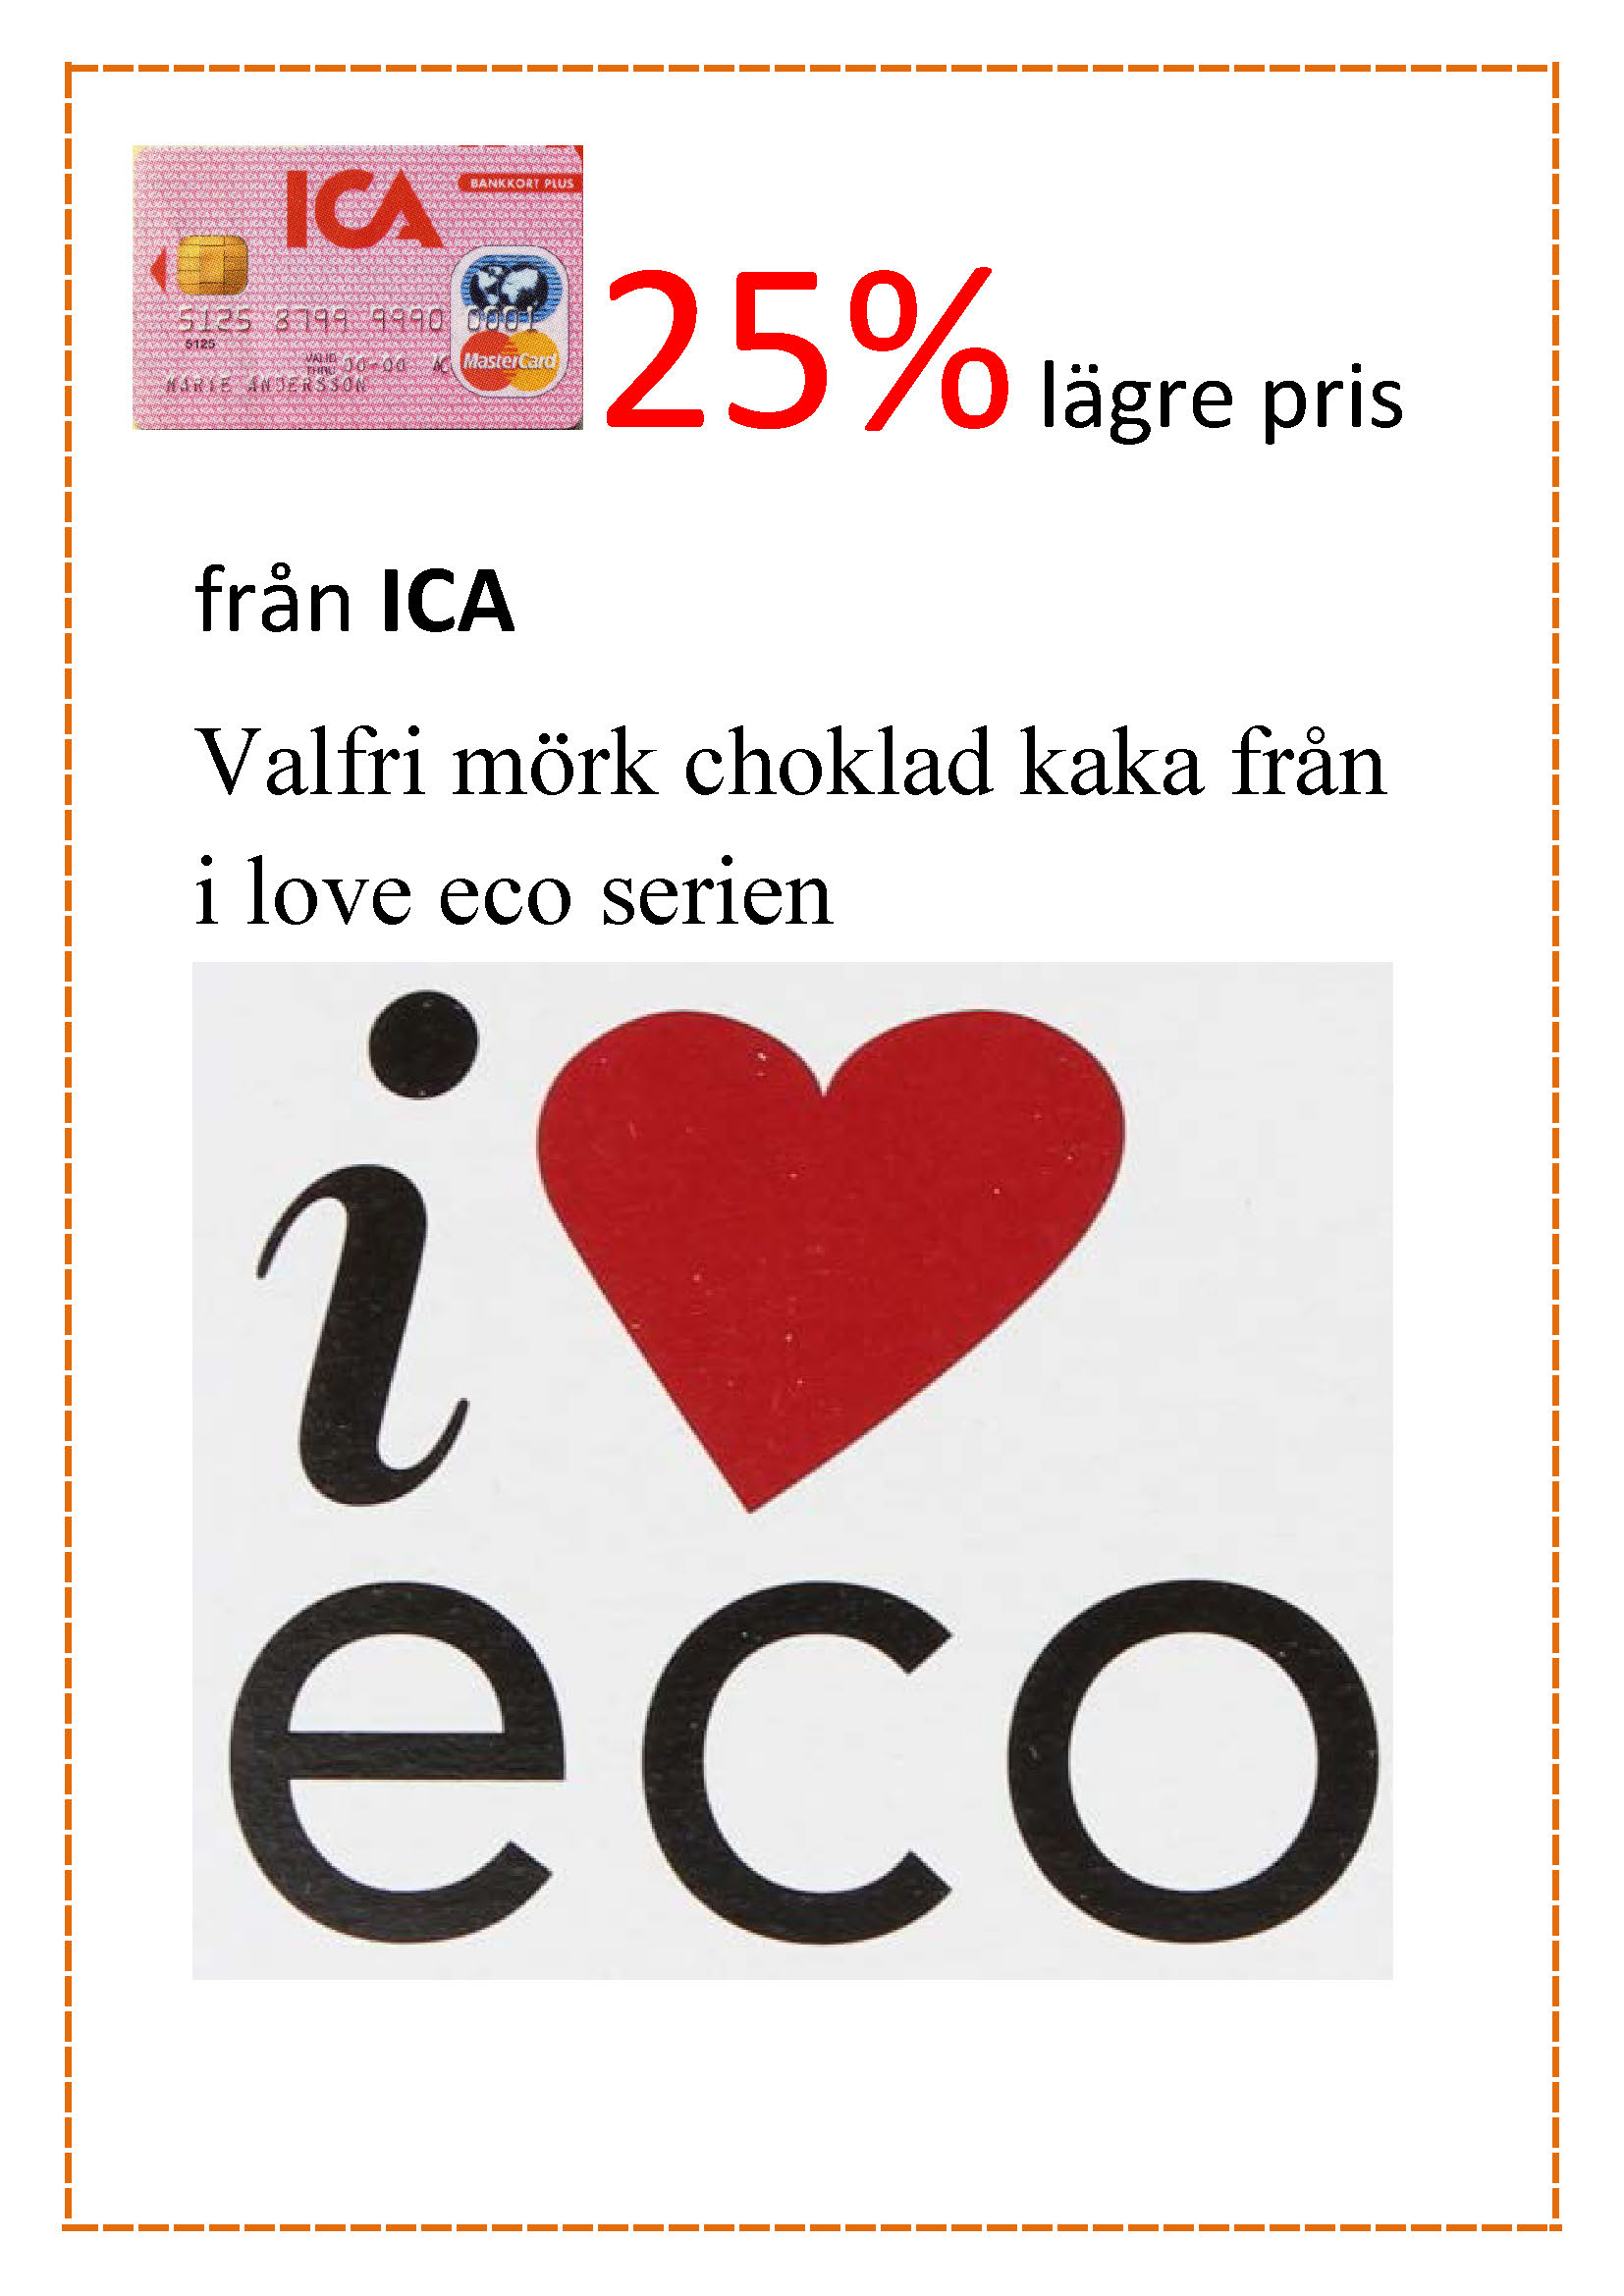 ICA
BANKKORT PLUS
5125 8799 9990 0001
5125
VALID THRU 00-00
MasterCard
MARIE ANDERSSON
25% lägre pris
från ICA
Valfri mörk choklad kaka från
i love eco serien
i
eco